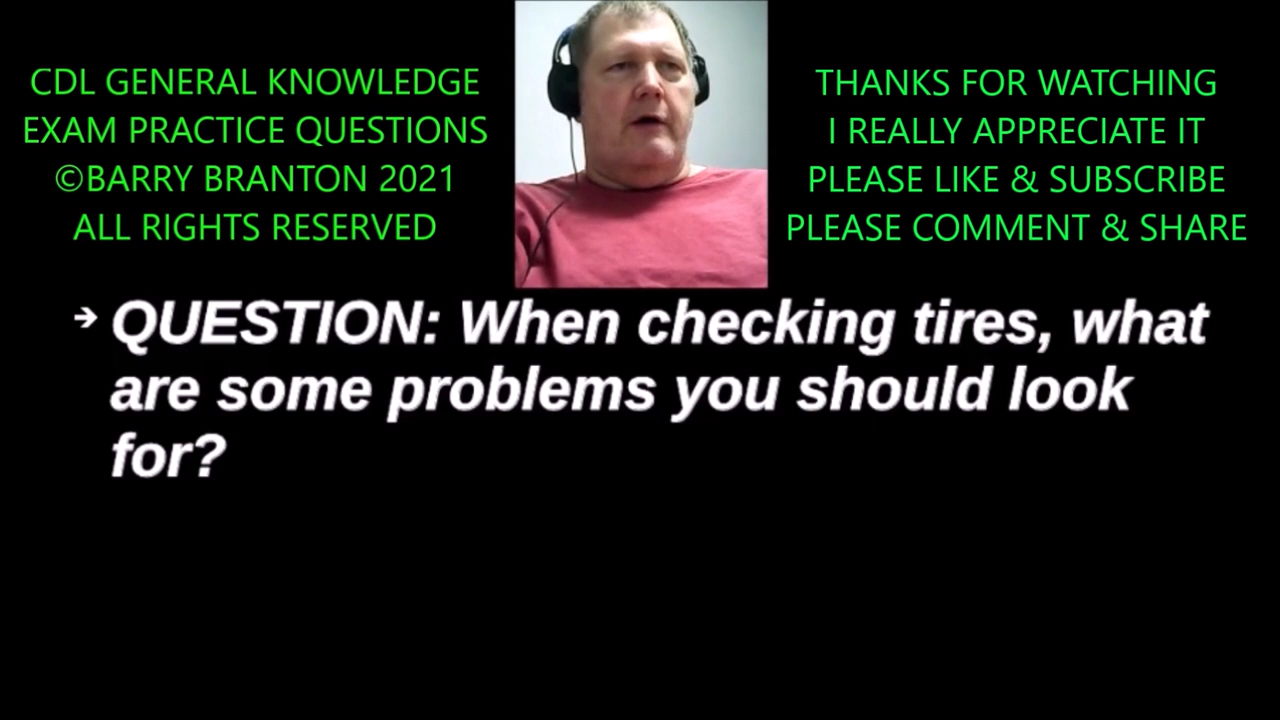 CDL GENERAL KNOWLEDGE
EXAM PRACTICE QUESTIONS
©BARRY BRANTON 2021
ALL RIGHTS RESERVED
THANKS FOR WATCHING
I REALLY APPRECIATE IT
PLEASE LIKE & SUBSCRIBE
PLEASE COMMENT & SHARE
➔ QUESTION: When checking tires, what
are some problems you should look
for?